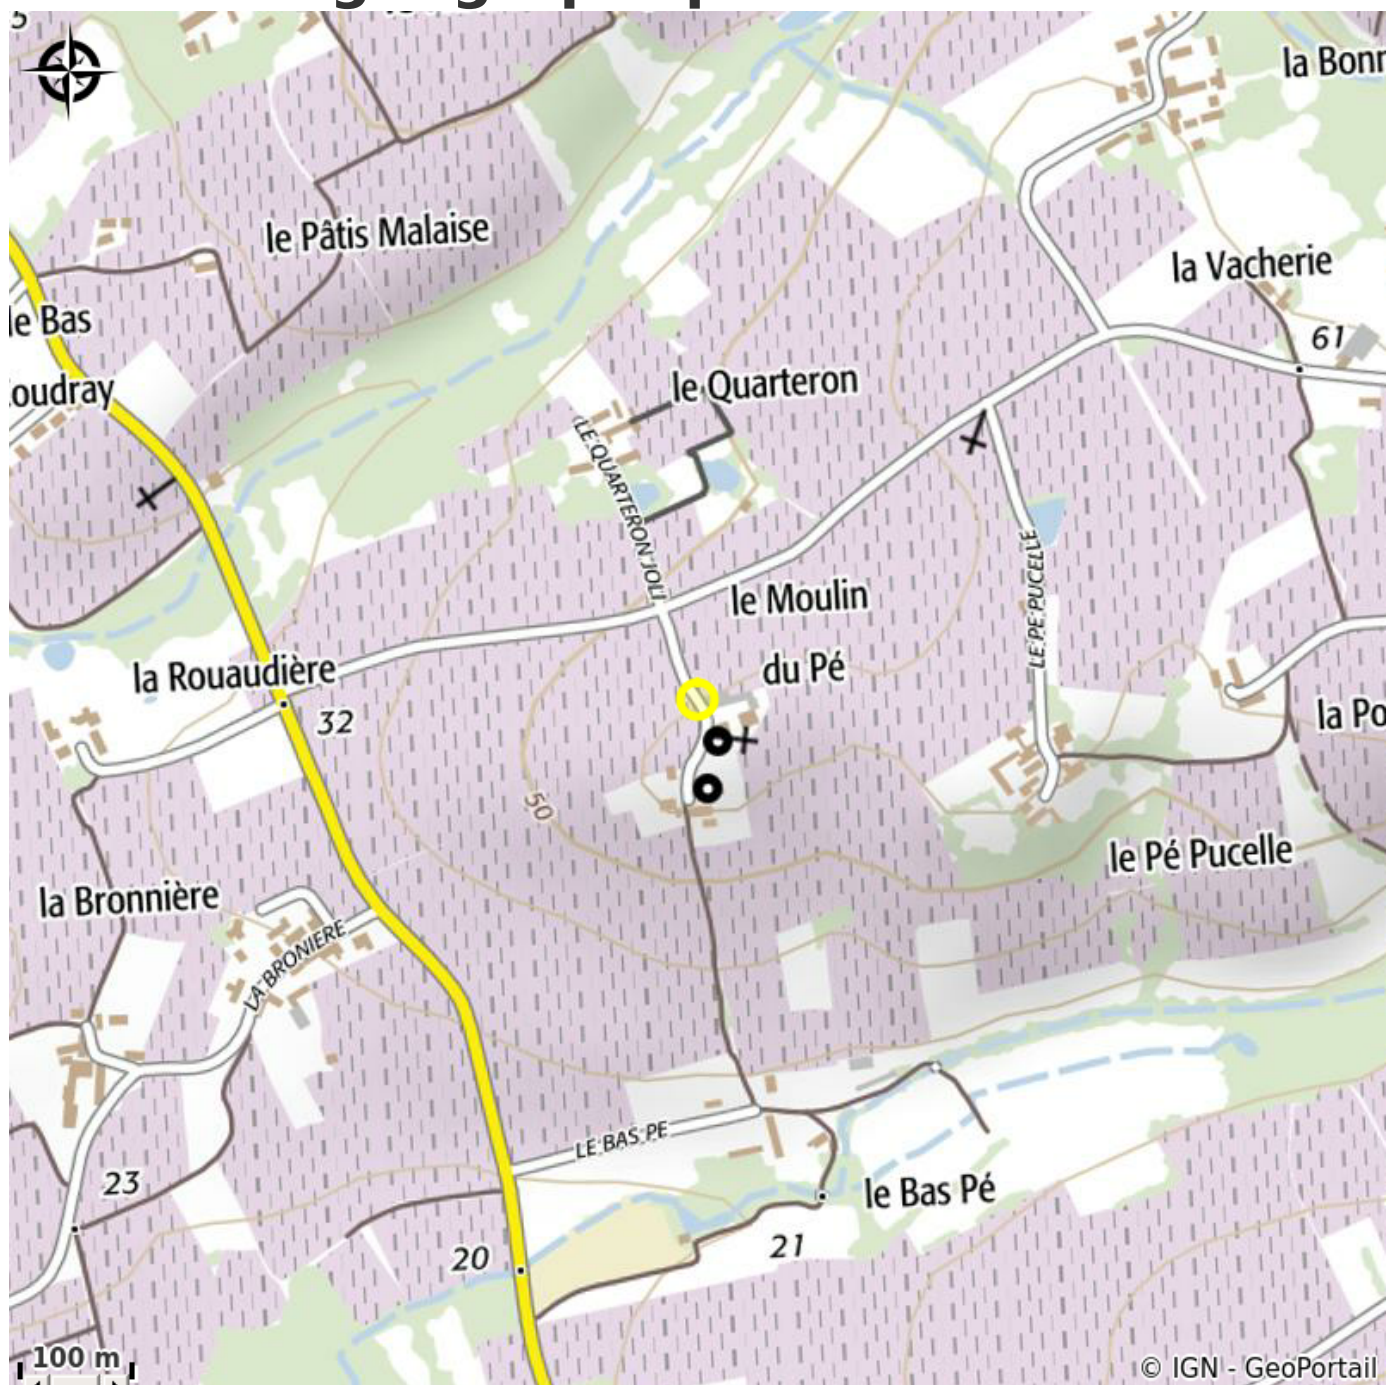 la Bonr
le Pâtis Malaise
la Vacherie
le Bas
oudray
61
le Quarteron
LE QUARTERON JOLI
LE PE PUCELLE
le Moulin
du Pé
la Rouaudière
32
la Po
50
le Pé Pucelle
la Bronnière
LA BRONIERE
LE BAS PE
23
le Bas Pé
20
21
100 m
© IGN - GeoPortail